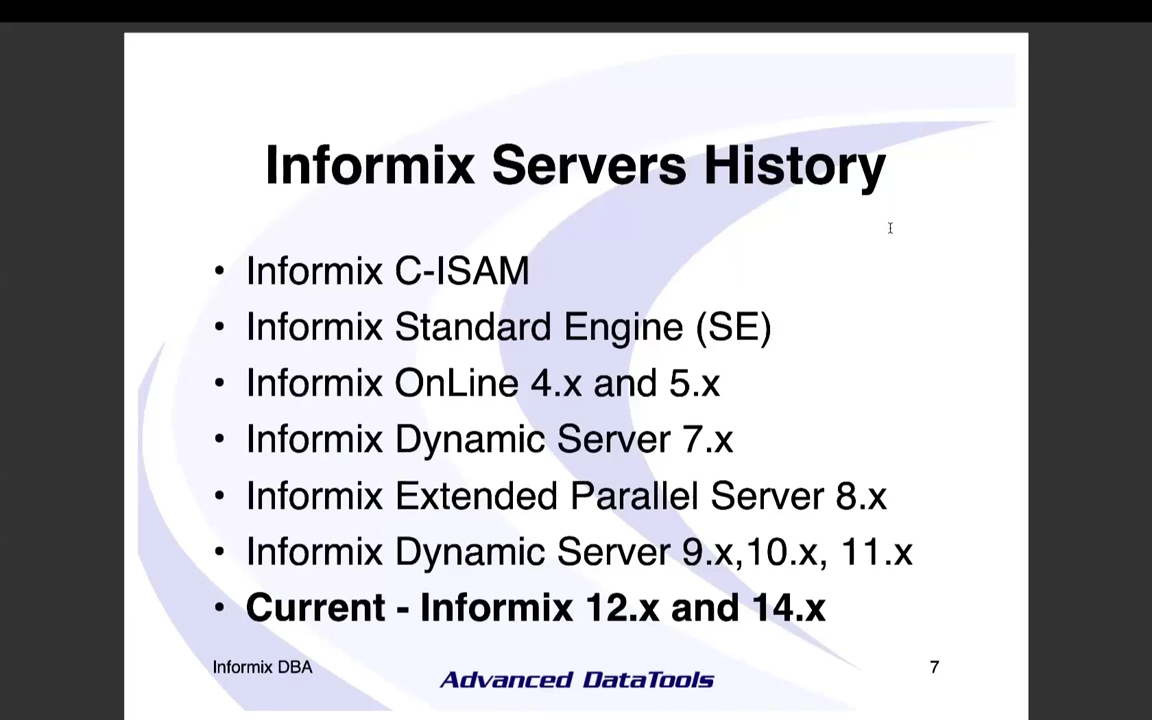 Informix Servers History
• Informix C-ISAM
• Informix Standard Engine (SE)
• Informix OnLine 4.x and 5.x
• Informix Dynamic Server 7.x
• Informix Extended Parallel Server 8.x
• Informix Dynamic Server 9.x,10.x, 11.x
• Current - Informix 12.x and 14.x
Informix DBA
Advanced DataTools
7